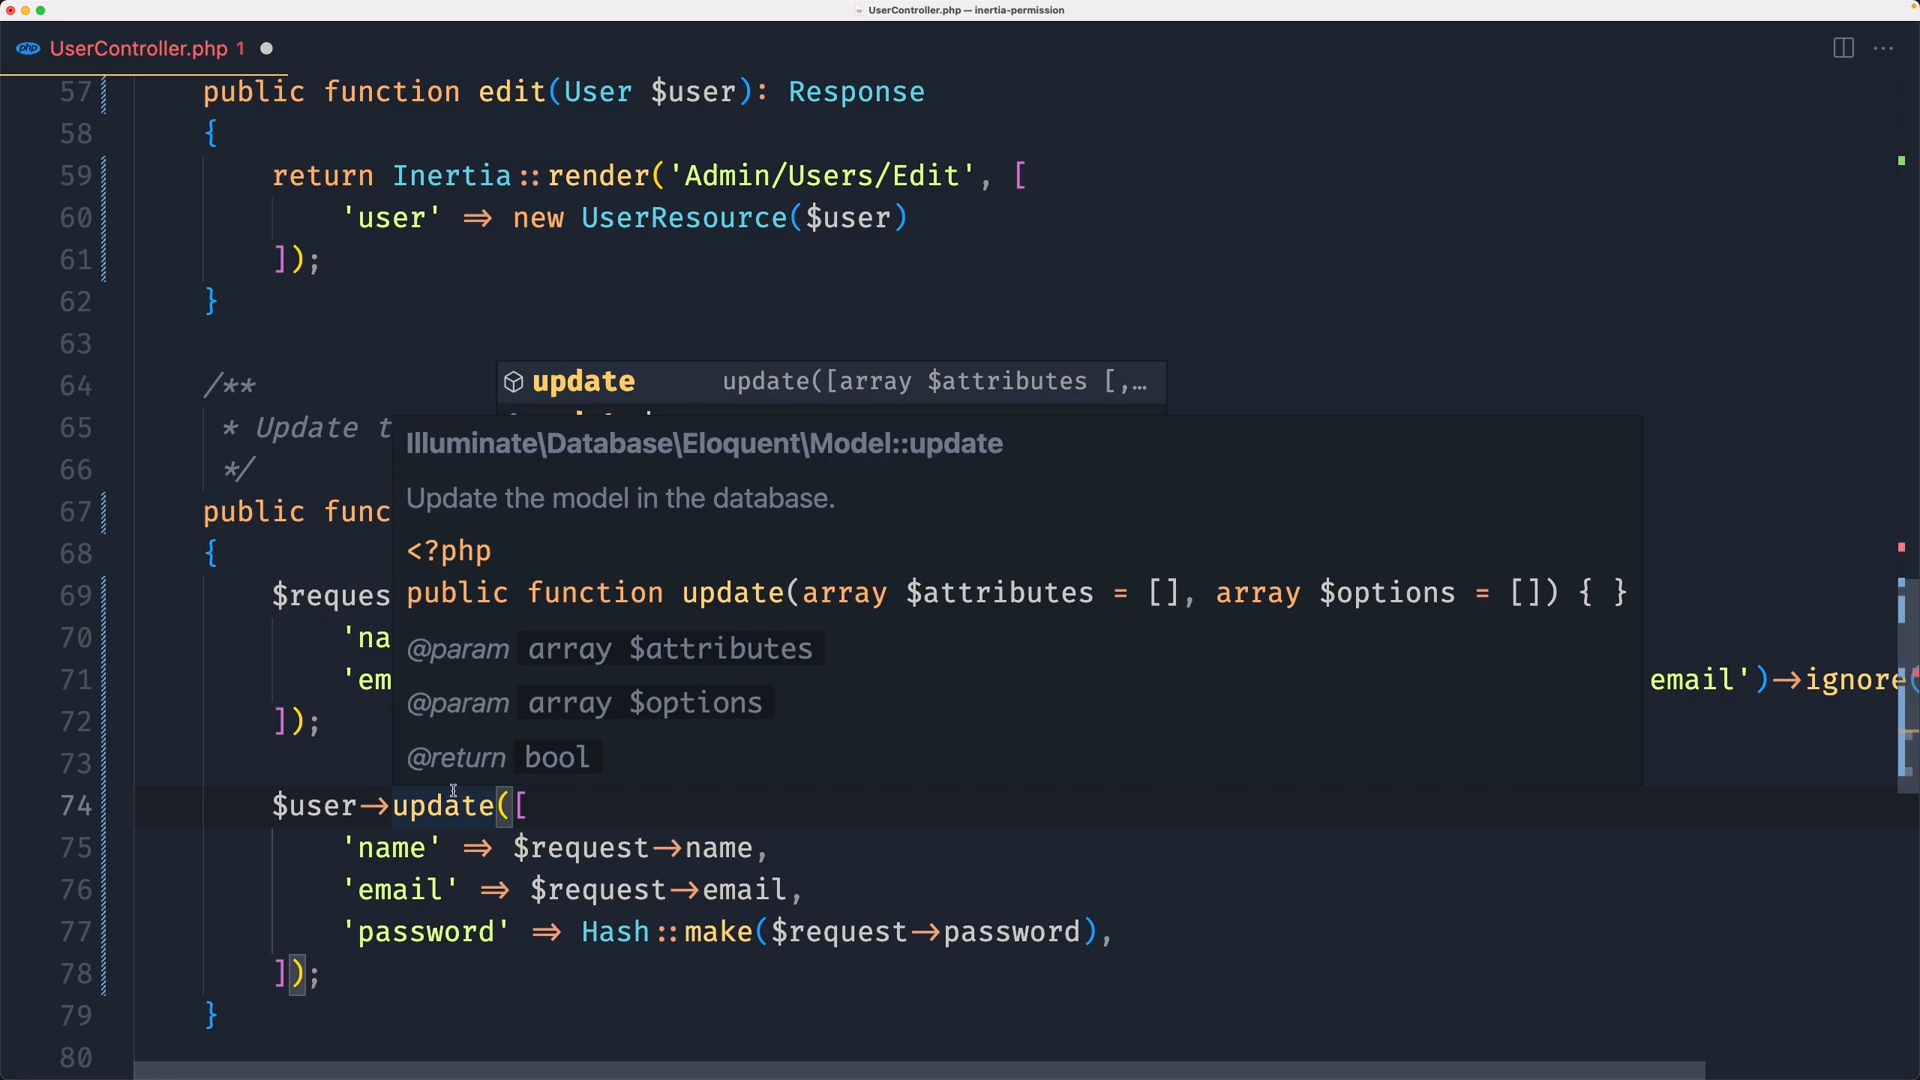 UserController.php — inertia-permission
php UserController.php 1
57 public function edit(User $user): Response
58 {
59 return Inertia::render('Admin/Users/Edit', [
60 'user' => new UserResource($user)
61 ]);
62 }
63
64 /**
65 * Update t
66 */
67 public func
68 {
69 $reques
70 'na
71 'em email')->ignore(
72 ]);
73
74 $user->update([
75 'name' => $request->name,
76 'email' => $request->email,
77 'password' => Hash::make($request->password),
78 ]);
79 }
80
update update([array $attributes [,…
Illuminate\Database\Eloquent\Model::update
Update the model in the database.
<?php
public function update(array $attributes = [], array $options = []) { }
@param array $attributes
@param array $options
@return bool